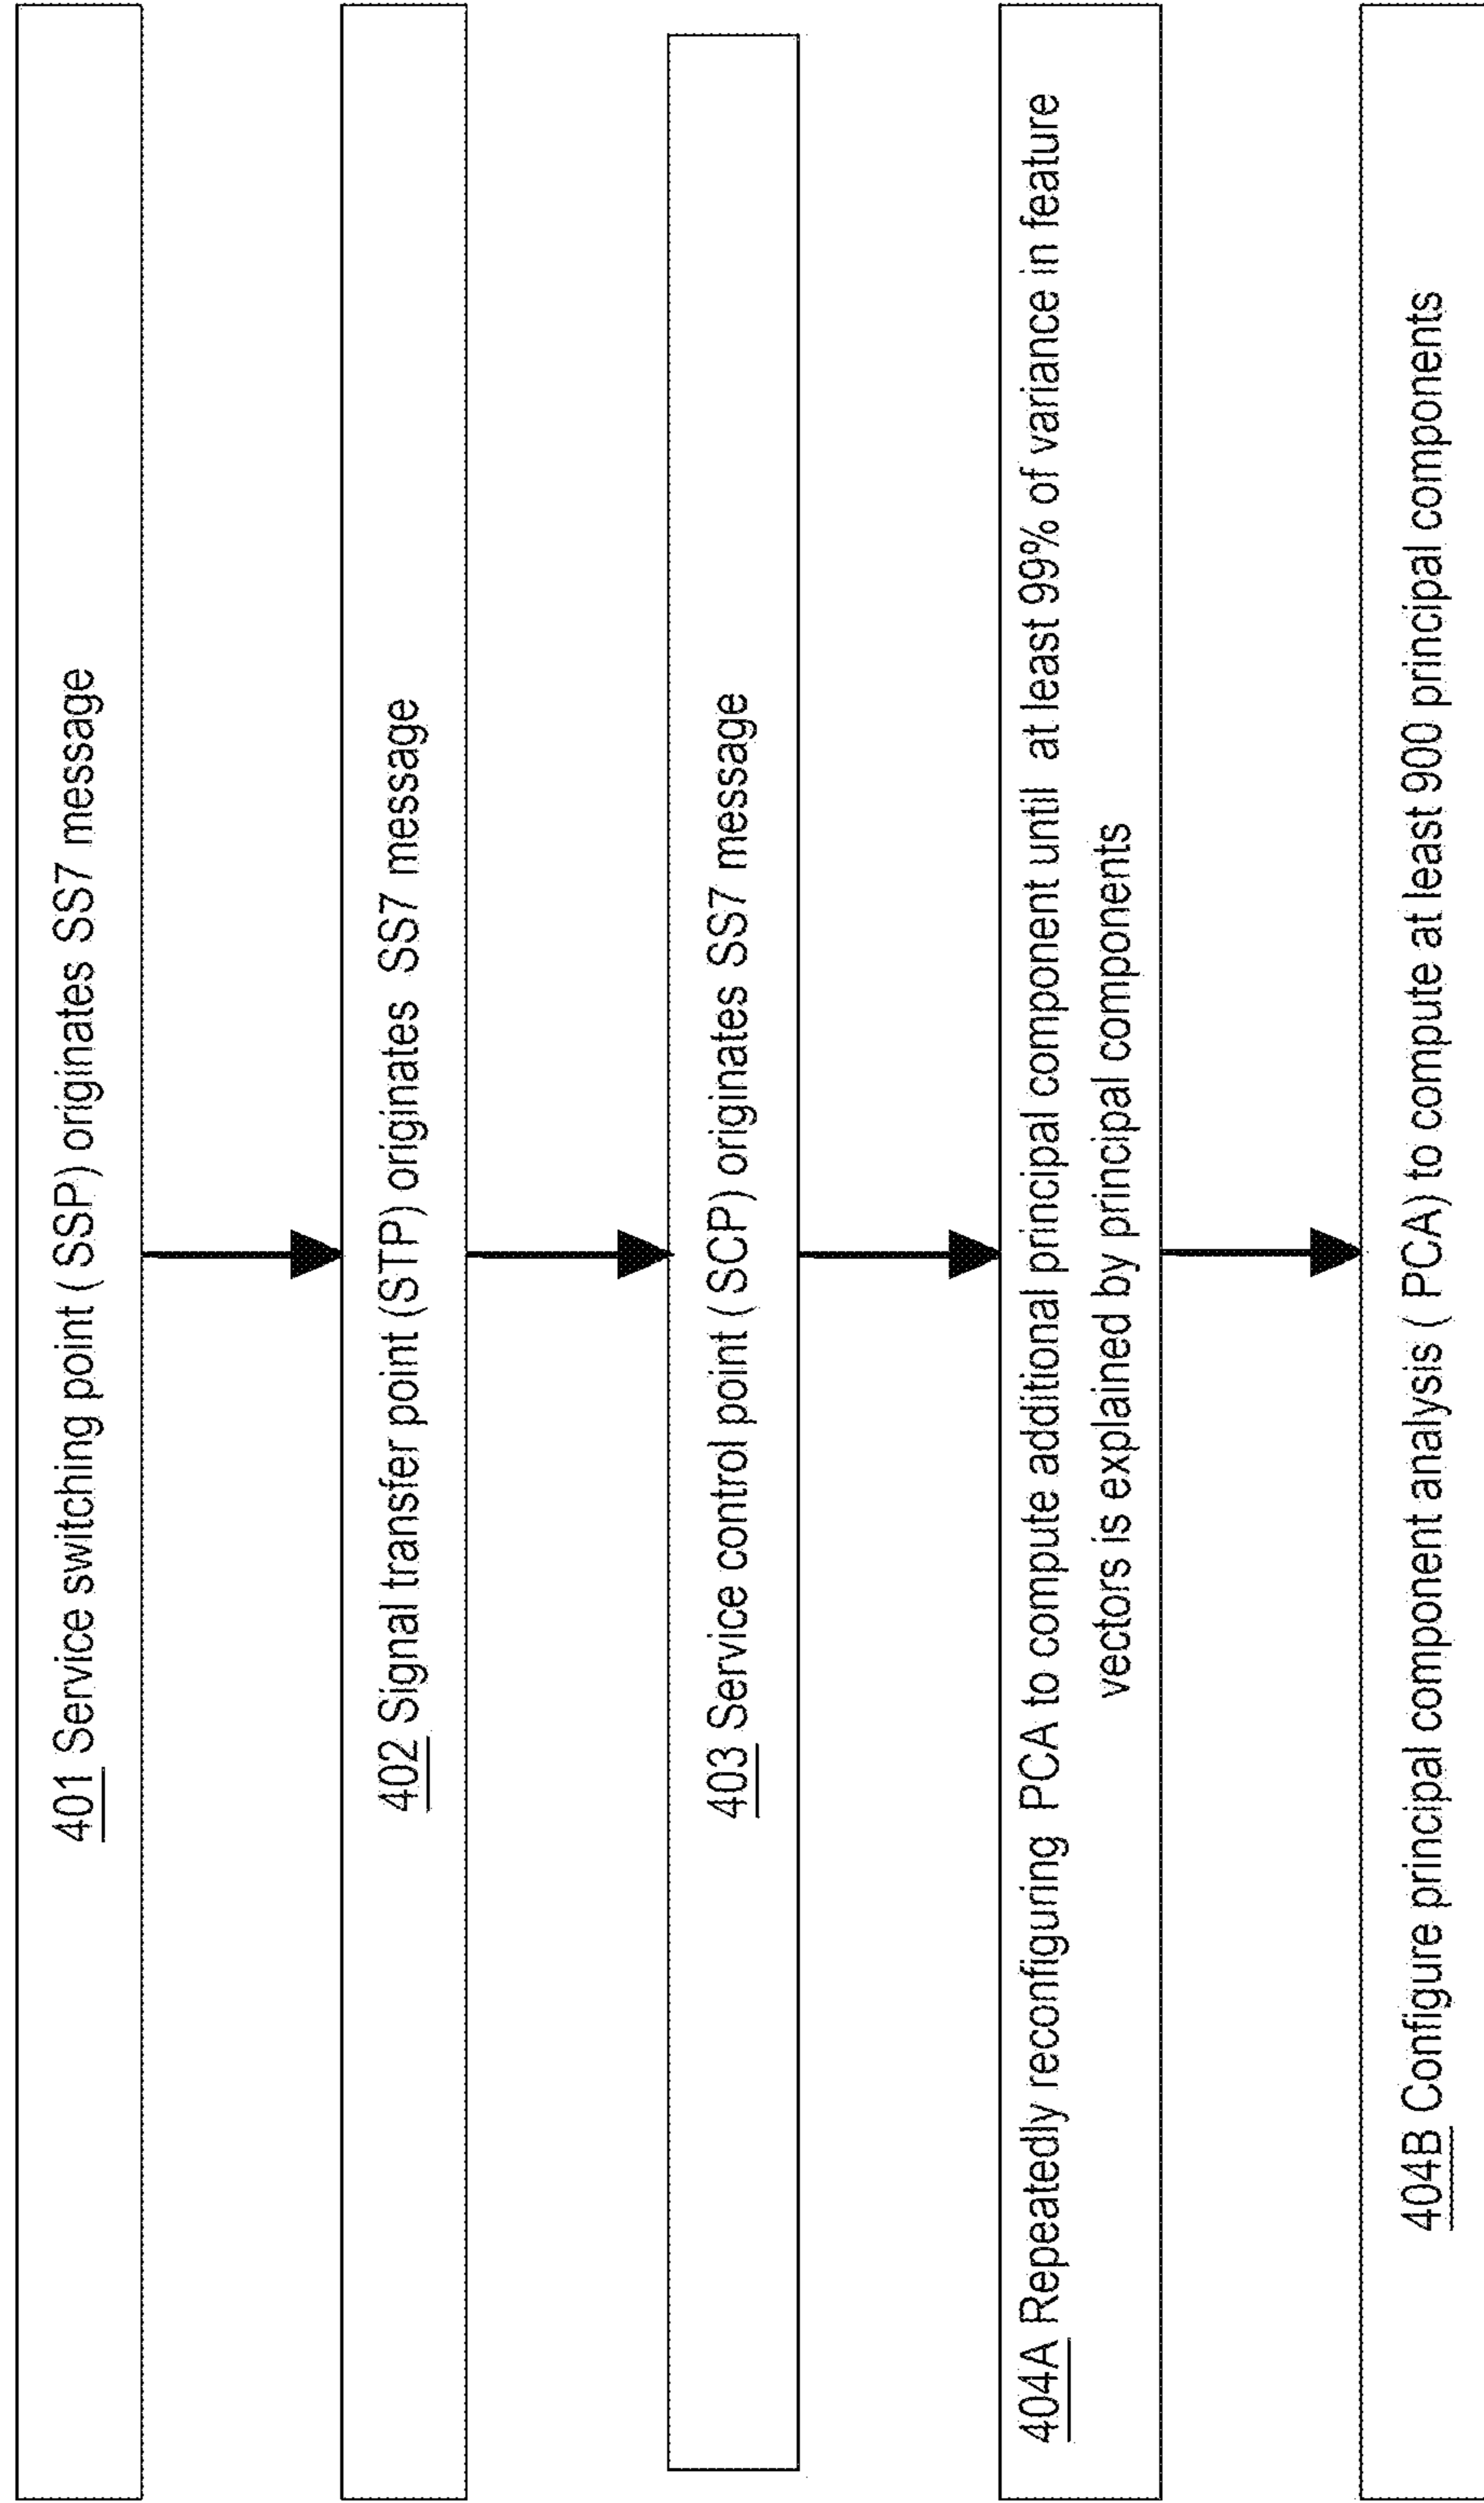 401 Service switching point ( SSP) originates SS7 message
402 Signal transfer point (STP) originates SS7 message
403 Service control point ( SCP) originates SS7 message
404A Repeatedly reconfiguring PCA to compute additional principal component until at least 99% of variance in feature
vectors is explained by principal components
404B Configure principal component analysis ( PCA) to compute at least 900 principal components